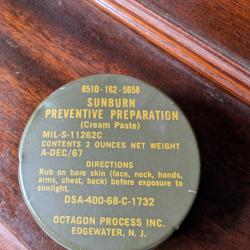 8510-162-5658
SUNBURN
PREVENTIVE PREPARATION
(Cream Paste)
MIL-S-11262C
CONTENTS 2 OUNCES NET WEIGHT
A-DEC/67
DIRECTIONS
Rub on bare skin (face, neck, hands,
arms, chest, back) before exposure to
sunlight.
DSA-400-68-C-1732
OCTAGON PROCESS INC.
EDGEWATER, N. J.